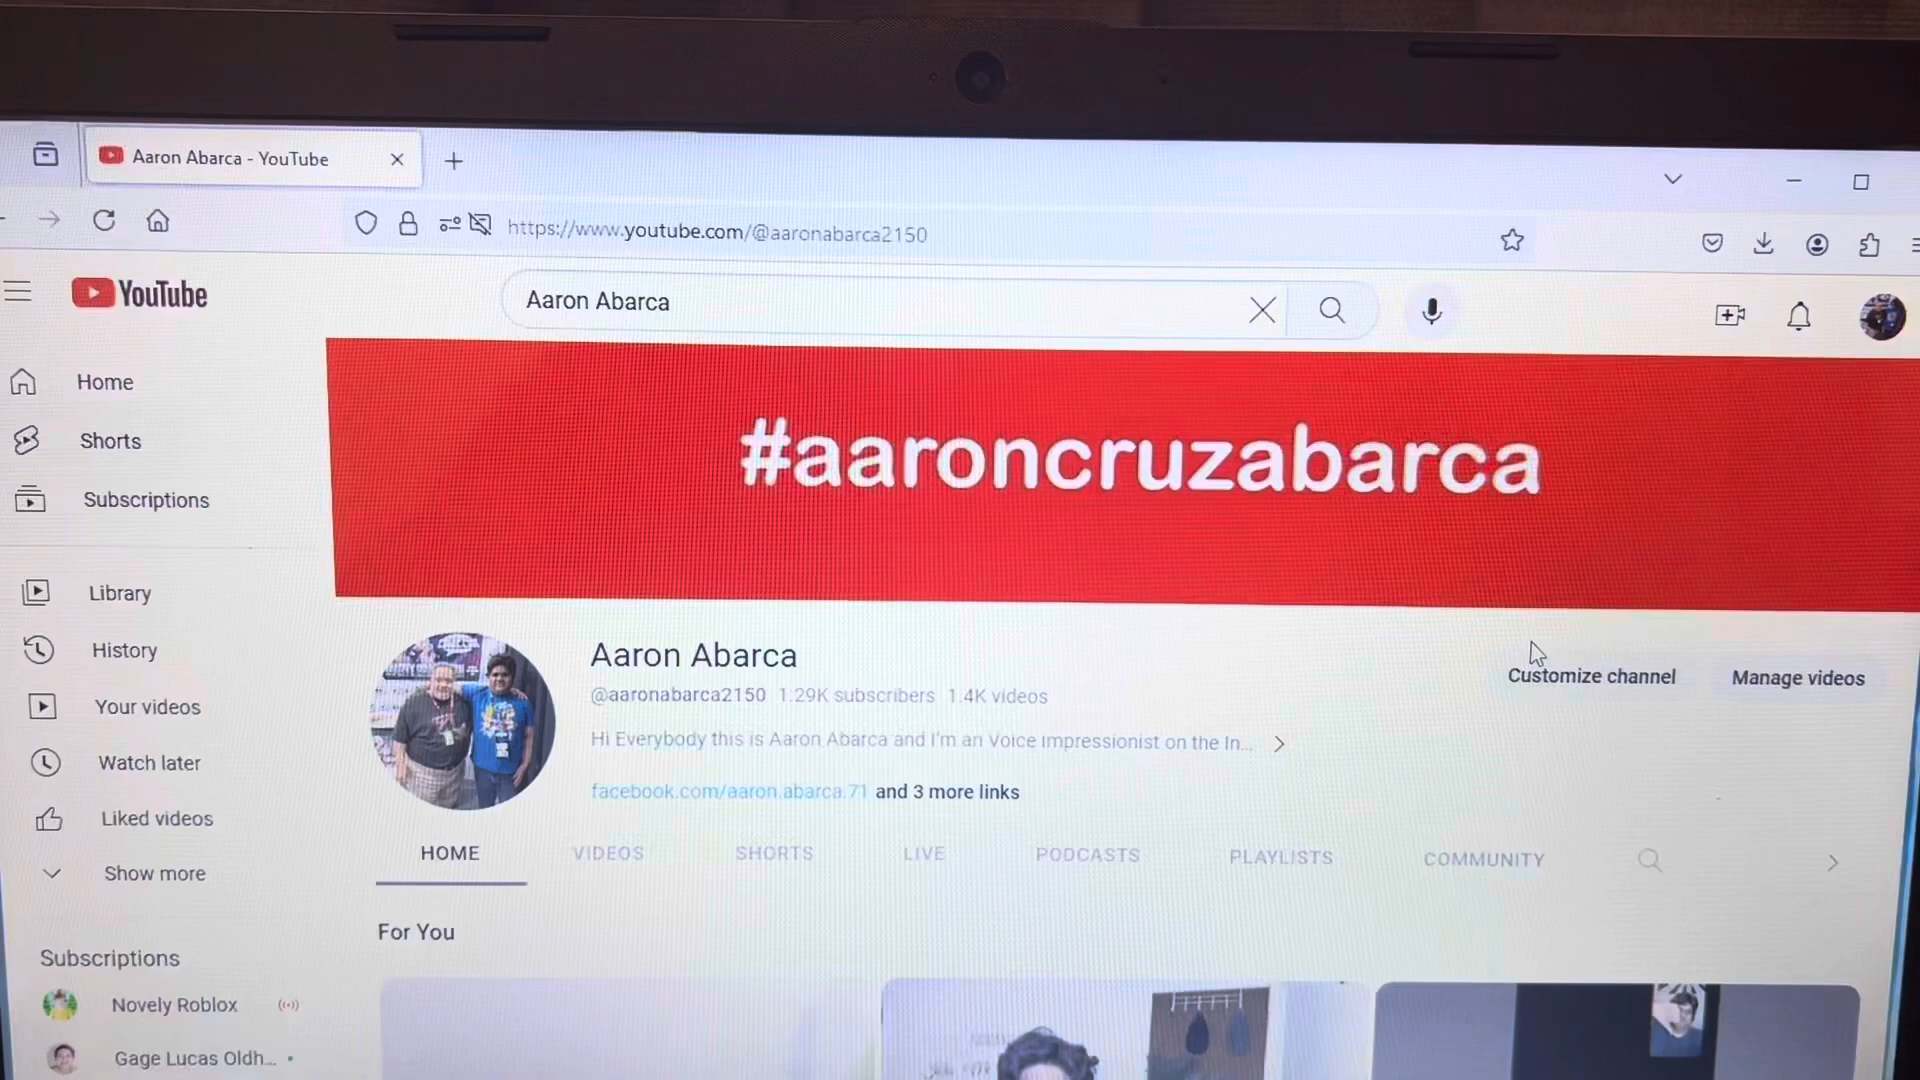 Aaron Abarca - YouTube
https://www.youtube.com/@aaronabarca2150
YouTube
Aaron Abarca
Home
Shorts
Subscriptions
Library
History
Your videos
Watch later
Liked videos
Show more
Subscriptions
Novely Roblox
Gage Lucas Oldh...
#aaroncruzabarca
Aaron Abarca
@aaronabarca2150 1.29K subscribers 1.4K videos
Hi Everybody this is Aaron Abarca and I'm an Voice Impressionist on the In...
facebook.com/aaron.abarca.71 and 3 more links
Customize channel
Manage videos
HOME VIDEOS SHORTS LIVE PODCASTS PLAYLISTS COMMUNITY
For You